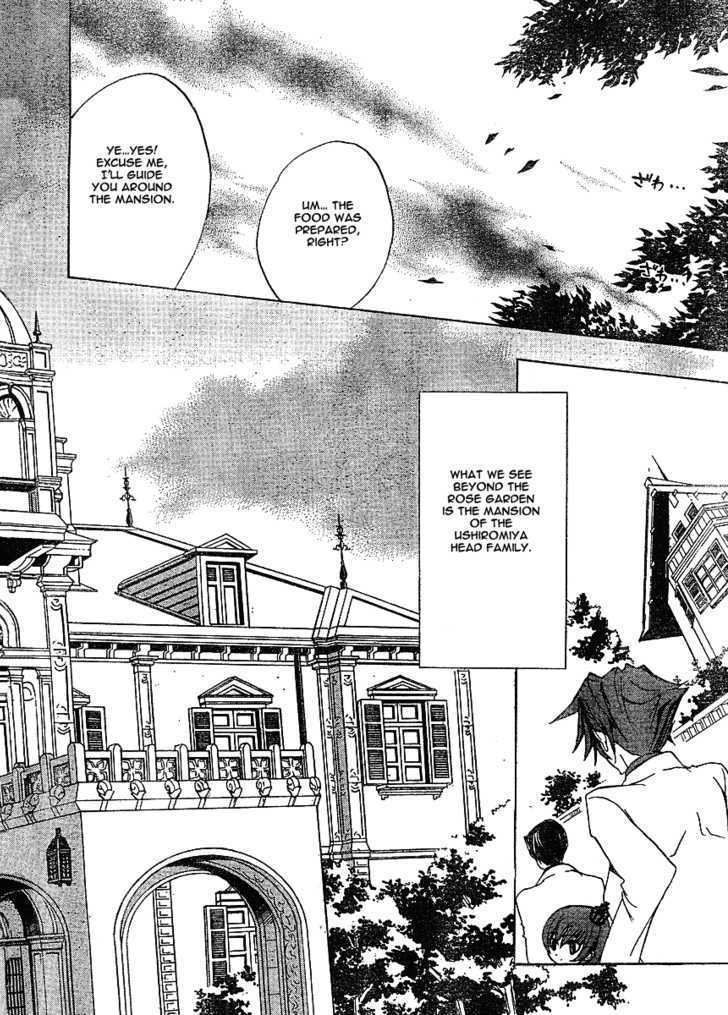 ざわ…
ざわ…
UM... THE
FOOD WAS
PREPARED,
RIGHT?
YE...YES!
EXCUSE ME,
I'LL GUIDE
YOU AROUND
THE MANSION.
WHAT WE SEE
BEYOND THE
ROSE GARDEN
IS THE MANSION
OF THE
USHIROMIYA
HEAD FAMILY.